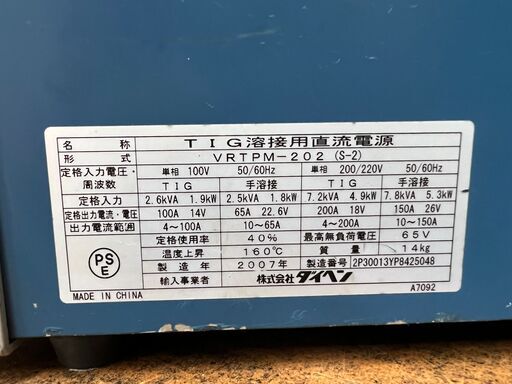 名称 TIG溶接用直流電源
形式 VRTPM-202 (S-2)
定格入力電圧・周波数 単相 100V 50/60Hz 単相 200/220V 50/60Hz
TIG 手溶接 TIG 手溶接
定格入力 2.6kVA 1.9kW 2.5kVA 1.8kW 7.2kVA 4.9kW 7.8kVA 5.3kW
定格出力電流・電圧 100A 14V 65A 22.6V 200A 18V 150A 26V
出力電流範囲 4~100A 10~65A 4~200A 10~150A
定格使用率 40% 最高無負荷電圧 65V
温度上昇 160℃ 質量 14kg
製造年 2007年 製造番号 2P30013YP8425048
輸入事業者 株式会社ダイヘン
PS
E
MADE IN CHINA
A7092